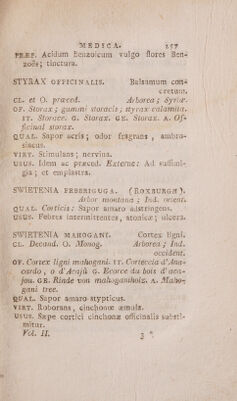 MEDICA. 157
PRÆP. Acidum benzoicum vulgo flores Ben-
zoës; tinctura.
STYRAX OFFICINALIS. Balsamum con-
cretum.
CL. et O. præced. Arborea; Syriæ.
OF. Storax; gummi storacis; styrax calamita.
IT. Storace. G. Storax. GE. Storax. A. Of-
ficinal storax.
QUAL. Sapor acris; odor fragrans, ambro-
siacus.
VIRT. Stimulans; nervina.
USUS. Idem ac præced. Externe: Ad suffimi-
gia; et emplastra.
SWIETENIA FEBRIGUGA. (ROXBURGH).
Arbor montana; Ind. orient.
QUAL. Corticis: Sapor amaro adstringens.
USUS. Febres intermittentes, atonicæ; ulcera.
SWIETENIA MAHOGANI. Cortex ligni.
CL. Decand. O. Monog. Arborea; Ind.
occident.
OF. Cortex ligni mahogani. IT. Corteccia d'Ana-
cardo, o d'Acajù G. Ecorce du bois d'aca-
jou. GE. Rinde von mahoganiholz. A. Maho-
gani tree.
QUAL. Sapor amaro stypticus.
VIRT. Roborans, cinchonæ æmula.
USUS. Sæpe cortici cinchonæ officinalis substi-
mitur.
Vol. II. 3 *